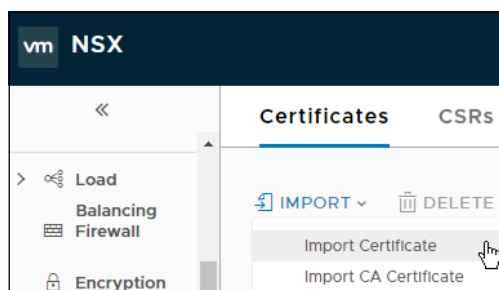 vm NSX
«
Certificates CSRs
Load
Balancing
Firewall
Encryption
IMPORT DELETE
Import Certificate
Import CA Certificate